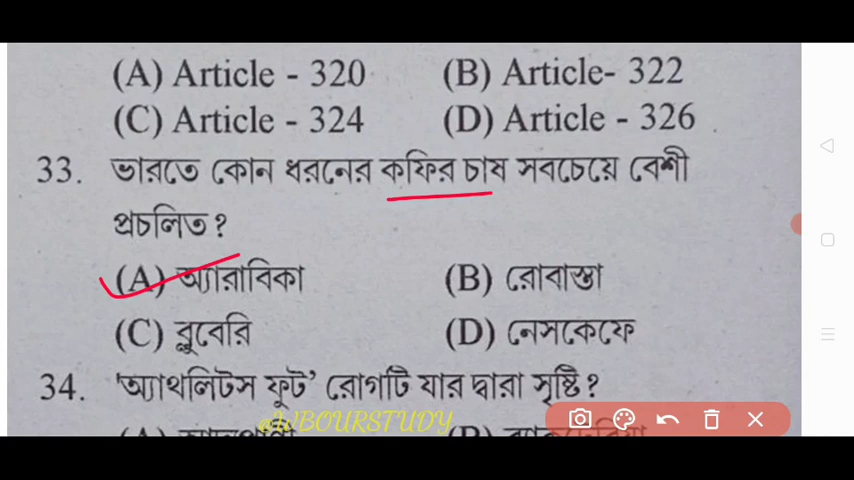 (A) Article - 320 (B) Article- 322
(C) Article - 324 (D) Article - 326
33. ভারতে কোন ধরনের কফির চাষ সবচেয়ে বেশী
প্রচলিত?
(A) অ্যারাবিকা (B) রোবাস্তা
(C) ব্লুবেরি (D) নেসকেফে
34. 'অ্যাথলিটস ফুট' রোগটি যার দ্বারা সৃষ্টি?
@WBOURSTUDY
(B) ব্যাকটেরিয়া